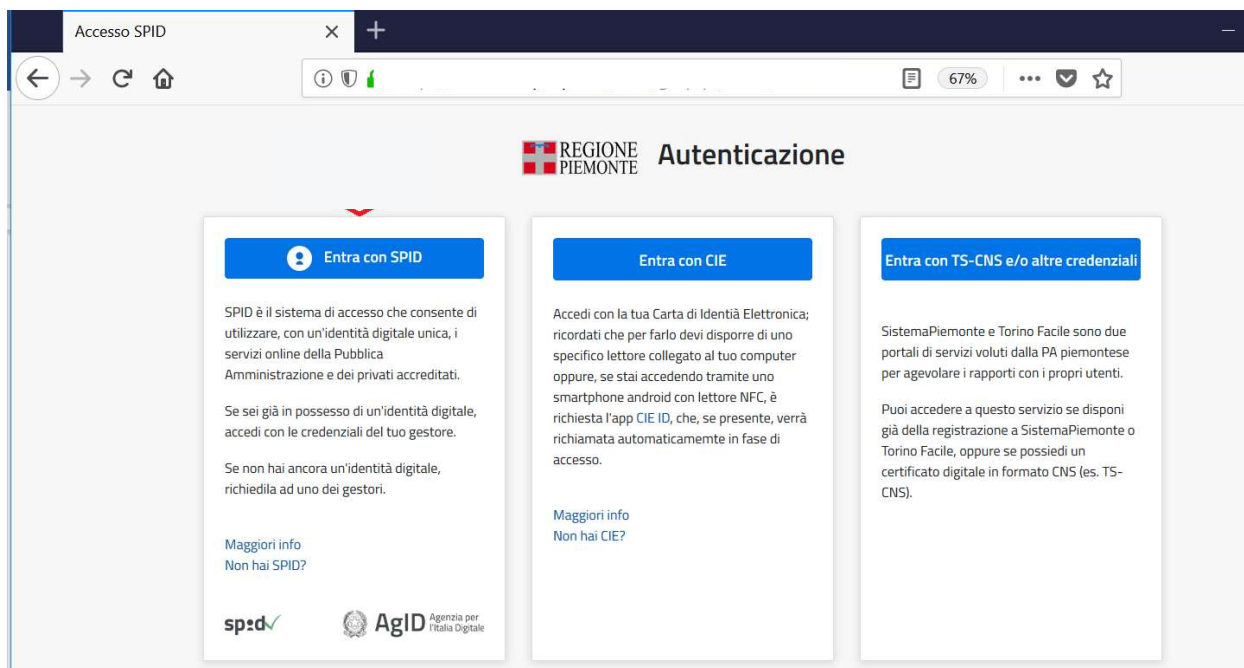 Accesso SPID
67%
REGIONE
PIEMONTE
Autenticazione
Entra con SPID
SPID è il sistema di accesso che consente di
utilizzare, con un'identità digitale unica, i
servizi online della Pubblica
Amministrazione e dei privati accreditati.
Se sei già in possesso di un'identità digitale,
accedi con le credenziali del tuo gestore.
Se non hai ancora un'identità digitale,
richiedila ad uno dei gestori.
Maggiori info
Non hai SPID?
spid
AgID Agenzia per
l'Italia Digitale
Entra con CIE
Accedi con la tua Carta di Identià Elettronica;
ricordati che per farlo devi disporre di uno
specifico lettore collegato al tuo computer
oppure, se stai accedendo tramite uno
smartphone android con lettore NFC, è
richiesta l'app CIE ID, che, se presente, verrà
richiamata automaticamemte in fase di
accesso.
Maggiori info
Non hai CIE?
Entra con TS-CNS e/o altre credenziali
SistemaPiemonte e Torino Facile sono due
portali di servizi voluti dalla PA piemontese
per agevolare i rapporti con i propri utenti.
Puoi accedere a questo servizio se disponi
già della registrazione a SistemaPiemonte o
Torino Facile, oppure se possiedi un
certificato digitale in formato CNS (es. TS-
CNS).